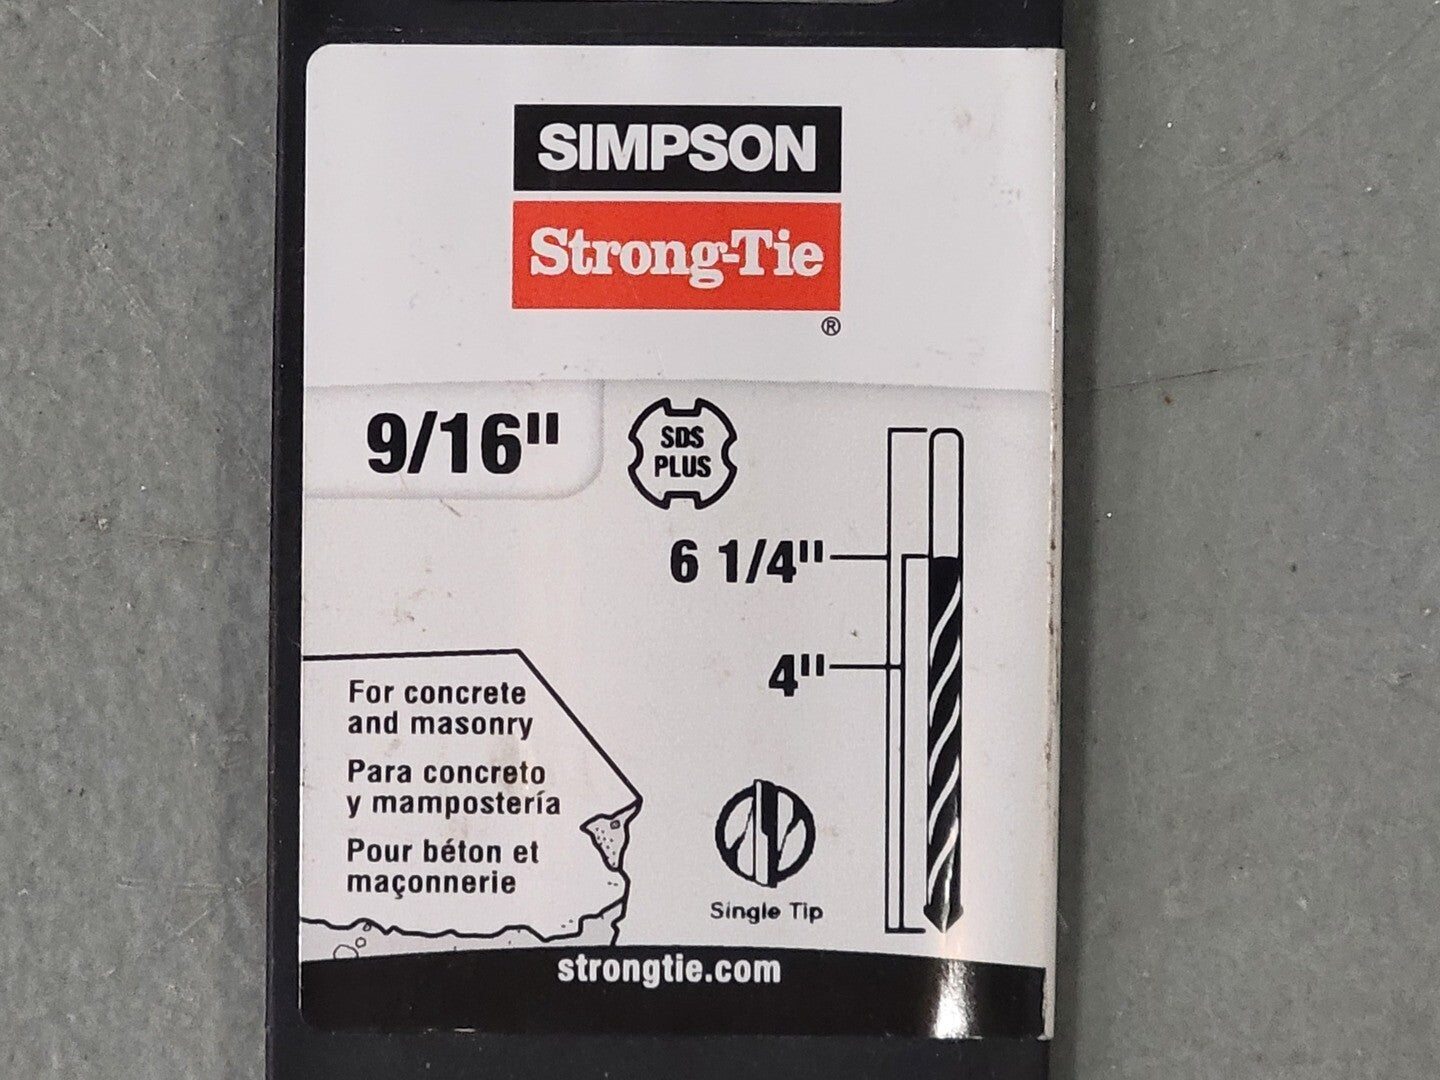 SIMPSON
Strong-Tie
®
9/16"
SDS
PLUS
6 1/4"
4"
For concrete
and masonry
Para concreto
y mampostería
Pour béton et
maçonnerie
Single Tip
strongtie.com